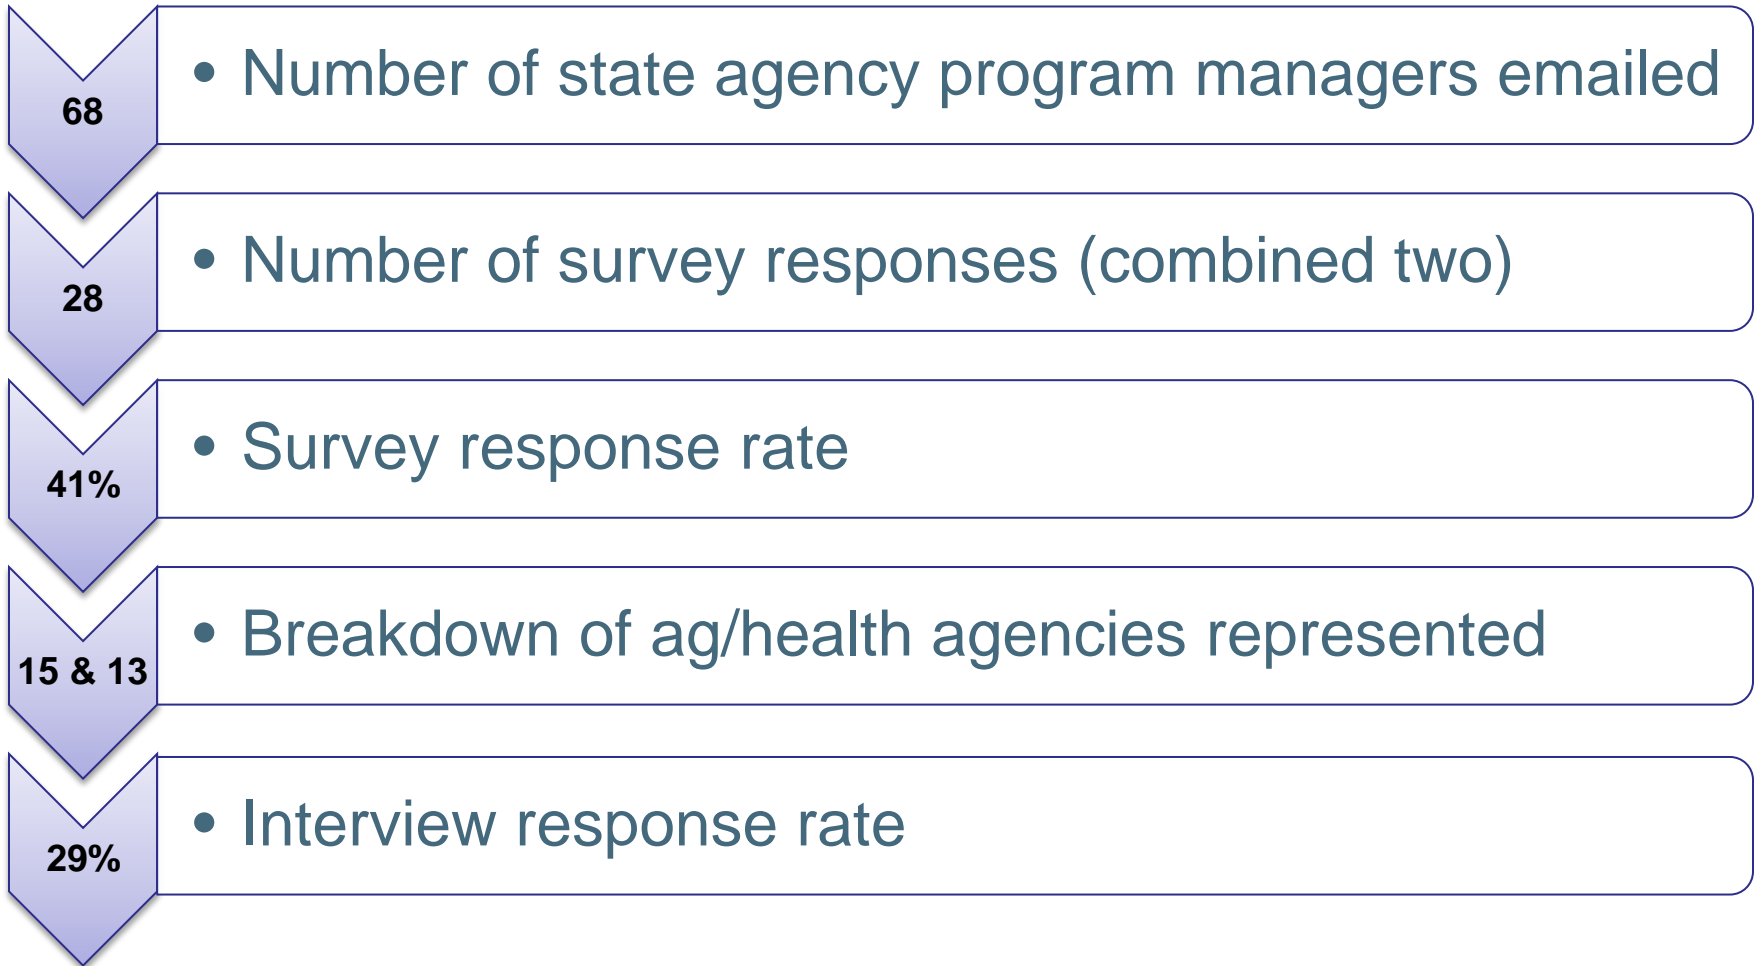 68
• Number of state agency program managers emailed
28
• Number of survey responses (combined two)
41%
• Survey response rate
15 & 13
• Breakdown of ag/health agencies represented
29%
• Interview response rate